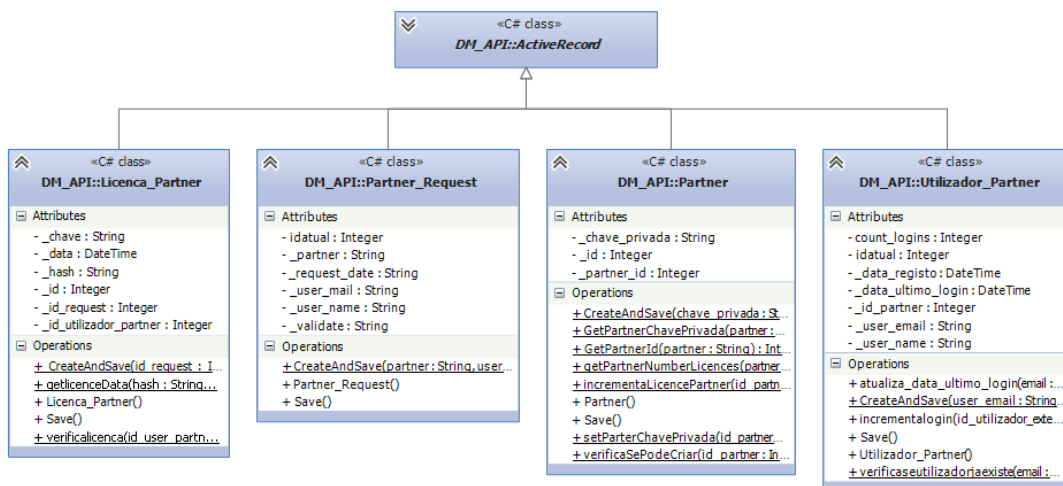 «C# class»
DM_API::ActiveRecord
«C# class»
DM_API::Licenca_Partner
Attributes
- _chave : String
- _data : DateTime
- _hash : String
- _id : Integer
- _id_request : Integer
- _id_utilizador_partner : Integer
Operations
+ CreateAndSave(id_request : I...
+ getlicenceData(hash : String...
+ Licenca_Partner()
+ Save()
+ verificalicenca(id_user_partn...
«C# class»
DM_API::Partner_Request
Attributes
- idatual : Integer
- _partner : String
- _request_date : String
- _user_mail : String
- _user_name : String
- _validate : String
Operations
+ CreateAndSave(partner : String, user...
+ Partner_Request()
+ Save()
«C# class»
DM_API::Partner
Attributes
- _chave_privada : String
- _id : Integer
- _partner_id : Integer
Operations
+ CreateAndSave(chave_privada : St...
+ GetPartnerChavePrivada(partner : ...
+ GetPartnerId(partner : String) : Int...
+ getPartnerNumberLicences(partner...
+ incrementaLicencePartner(id_partn...
+ Partner()
+ Save()
+ setParterChavePrivada(id_partner...
+ verificaSePodeCriar(id_partner : In...
«C# class»
DM_API::Utilizador_Partner
Attributes
- count_logins : Integer
- idatual : Integer
- _data_registo : DateTime
- _data_ultimo_login : DateTime
- _id_partner : Integer
- _user_email : String
- _user_name : String
Operations
+ atualiza_data_ultimo_login(email : ...
+ CreateAndSave(user_email : String...
+ incrementalogin(id_utilizador_exte...
+ Save()
+ Utilizador_Partner()
+ verificaseutilizadorjaexiste(email : ...